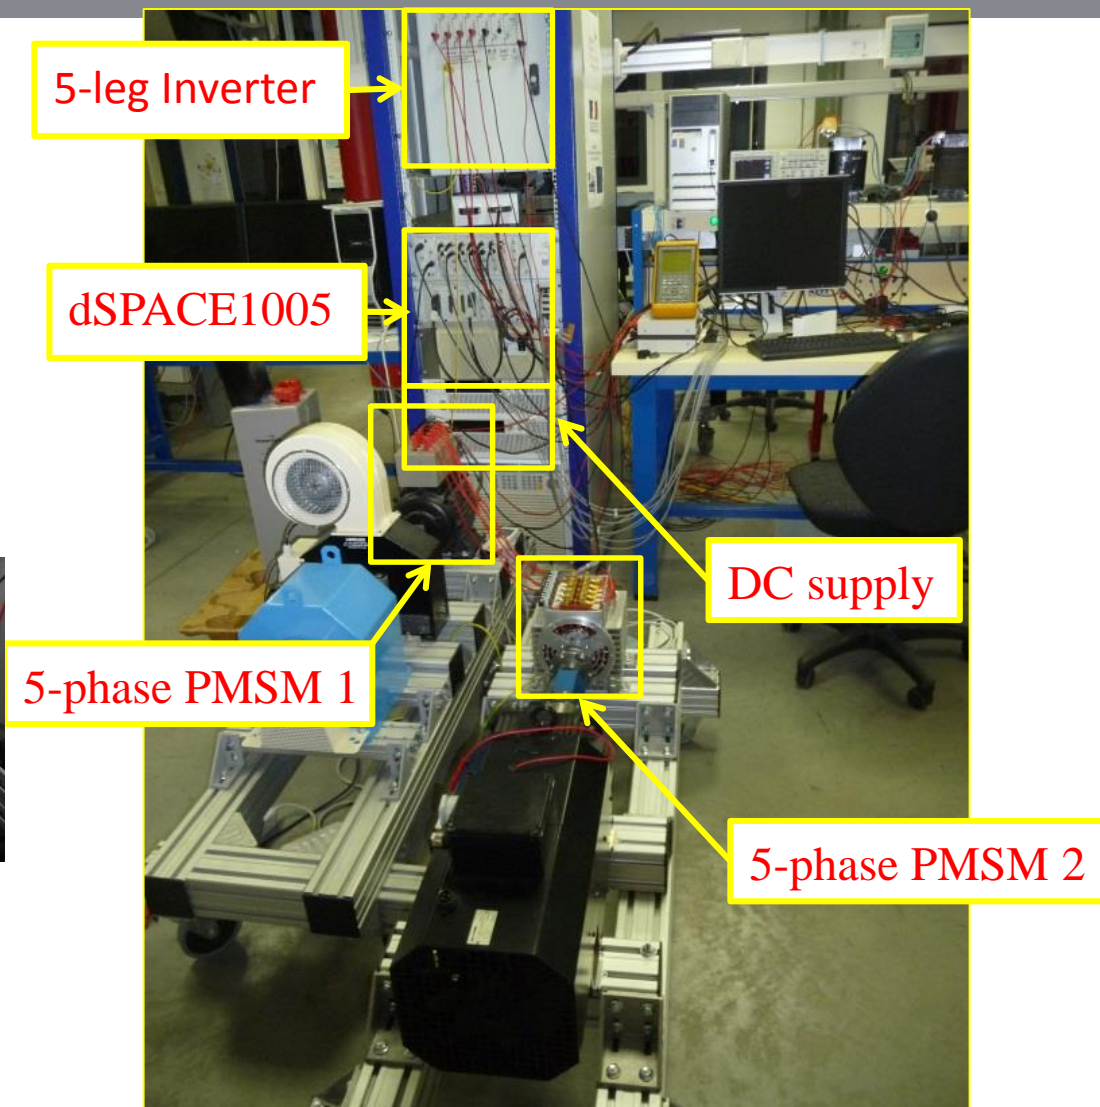 5-leg Inverter
dSPACE1005
DC supply
5-phase PMSM 1
5-phase PMSM 2